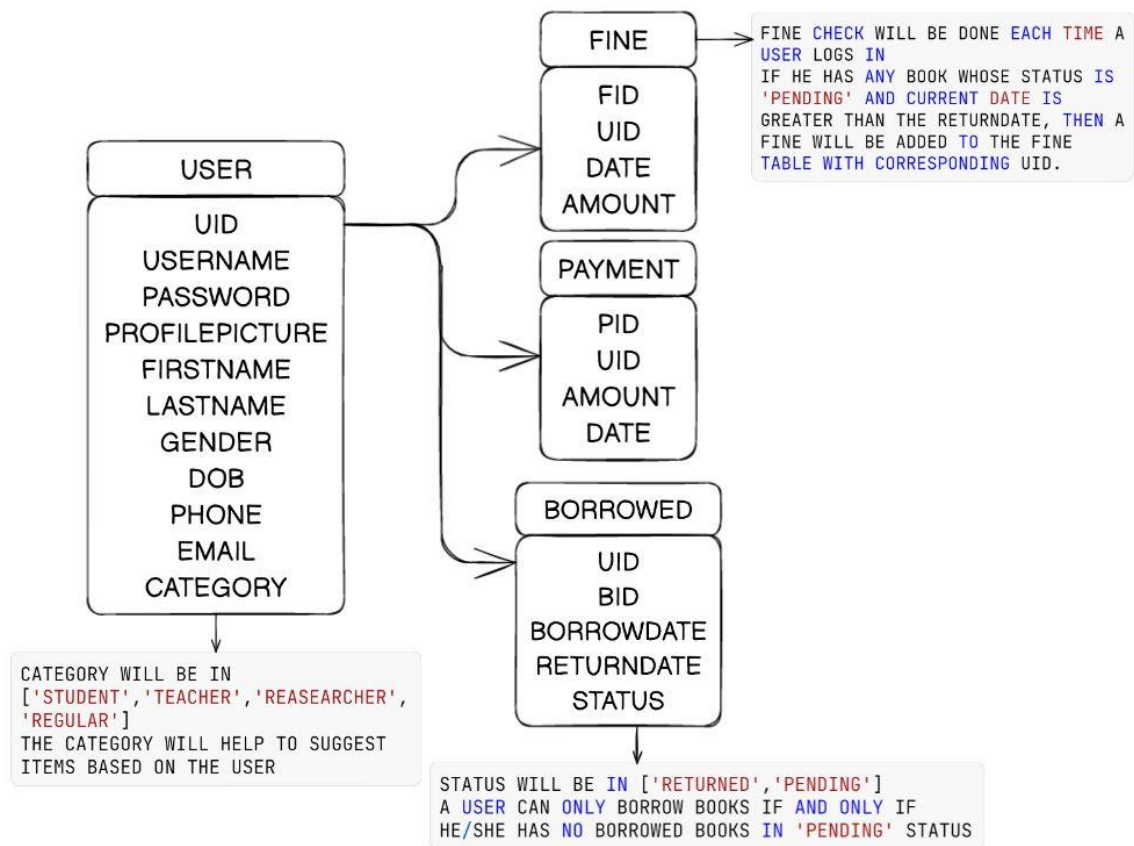 USER
UID
USERNAME
PASSWORD
PROFILEPICTURE
FIRSTNAME
LASTNAME
GENDER
DOB
PHONE
EMAIL
CATEGORY
CATEGORY WILL BE IN
['STUDENT','TEACHER','REASEARCHER',
'REGULAR']
THE CATEGORY WILL HELP TO SUGGEST
ITEMS BASED ON THE USER
FINE
FID
UID
DATE
AMOUNT
FINE CHECK WILL BE DONE EACH TIME A
USER LOGS IN
IF HE HAS ANY BOOK WHOSE STATUS IS
'PENDING' AND CURRENT DATE IS
GREATER THAN THE RETURNDATE, THEN A
FINE WILL BE ADDED TO THE FINE
TABLE WITH CORRESPONDING UID.
PAYMENT
PID
UID
AMOUNT
DATE
BORROWED
UID
BID
BORROWDATE
RETURNDATE
STATUS
STATUS WILL BE IN ['RETURNED','PENDING']
A USER CAN ONLY BORROW BOOKS IF AND ONLY IF
HE/SHE HAS NO BORROWED BOOKS IN 'PENDING' STATUS